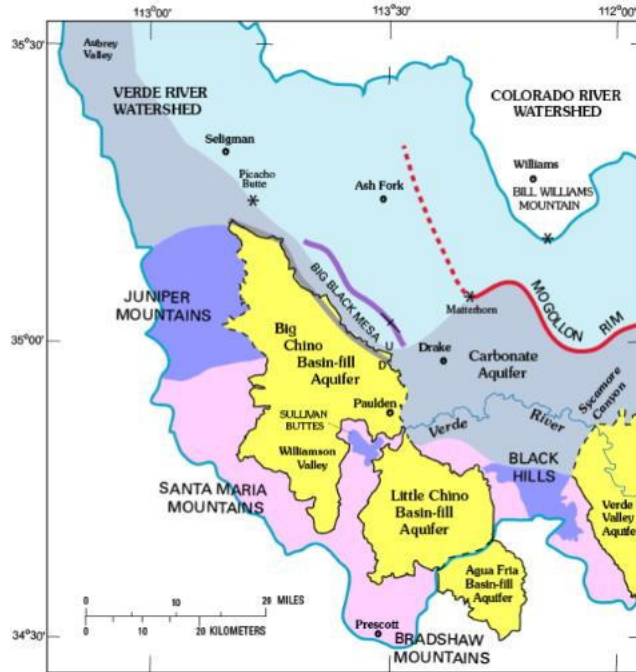 113°00'
113°30'
112°00'
35°30'
Aubrey
Valley
VERDE RIVER
WATERSHED
COLORADO RIVER
WATERSHED
Seligman
Picacho
Butte
Ash Fork
Williams
BILL WILLIAMS
MOUNTAIN
JUNIPER
MOUNTAINS
BIG BLACK MESA
Matterhorn
MOGOLLON
RIM
Big
Chino
Basin-fill
Aquifer
35°00'
U
D
Drake
Carbonate
Aquifer
Sycamore
Canyon
Paulden
Verde
River
SULLIVAN
BUTTES
Williamson
Valley
BLACK
HILLS
SANTA MARIA
MOUNTAINS
Little Chino
Basin-fill
Aquifer
Verde
Valley
Aquife
Agua Fria
Basin-fill
Aquifer
0 10 20 MILES
0 10 20 KILOMETERS
34°30'
Prescott
BRADSHAW
MOUNTAINS